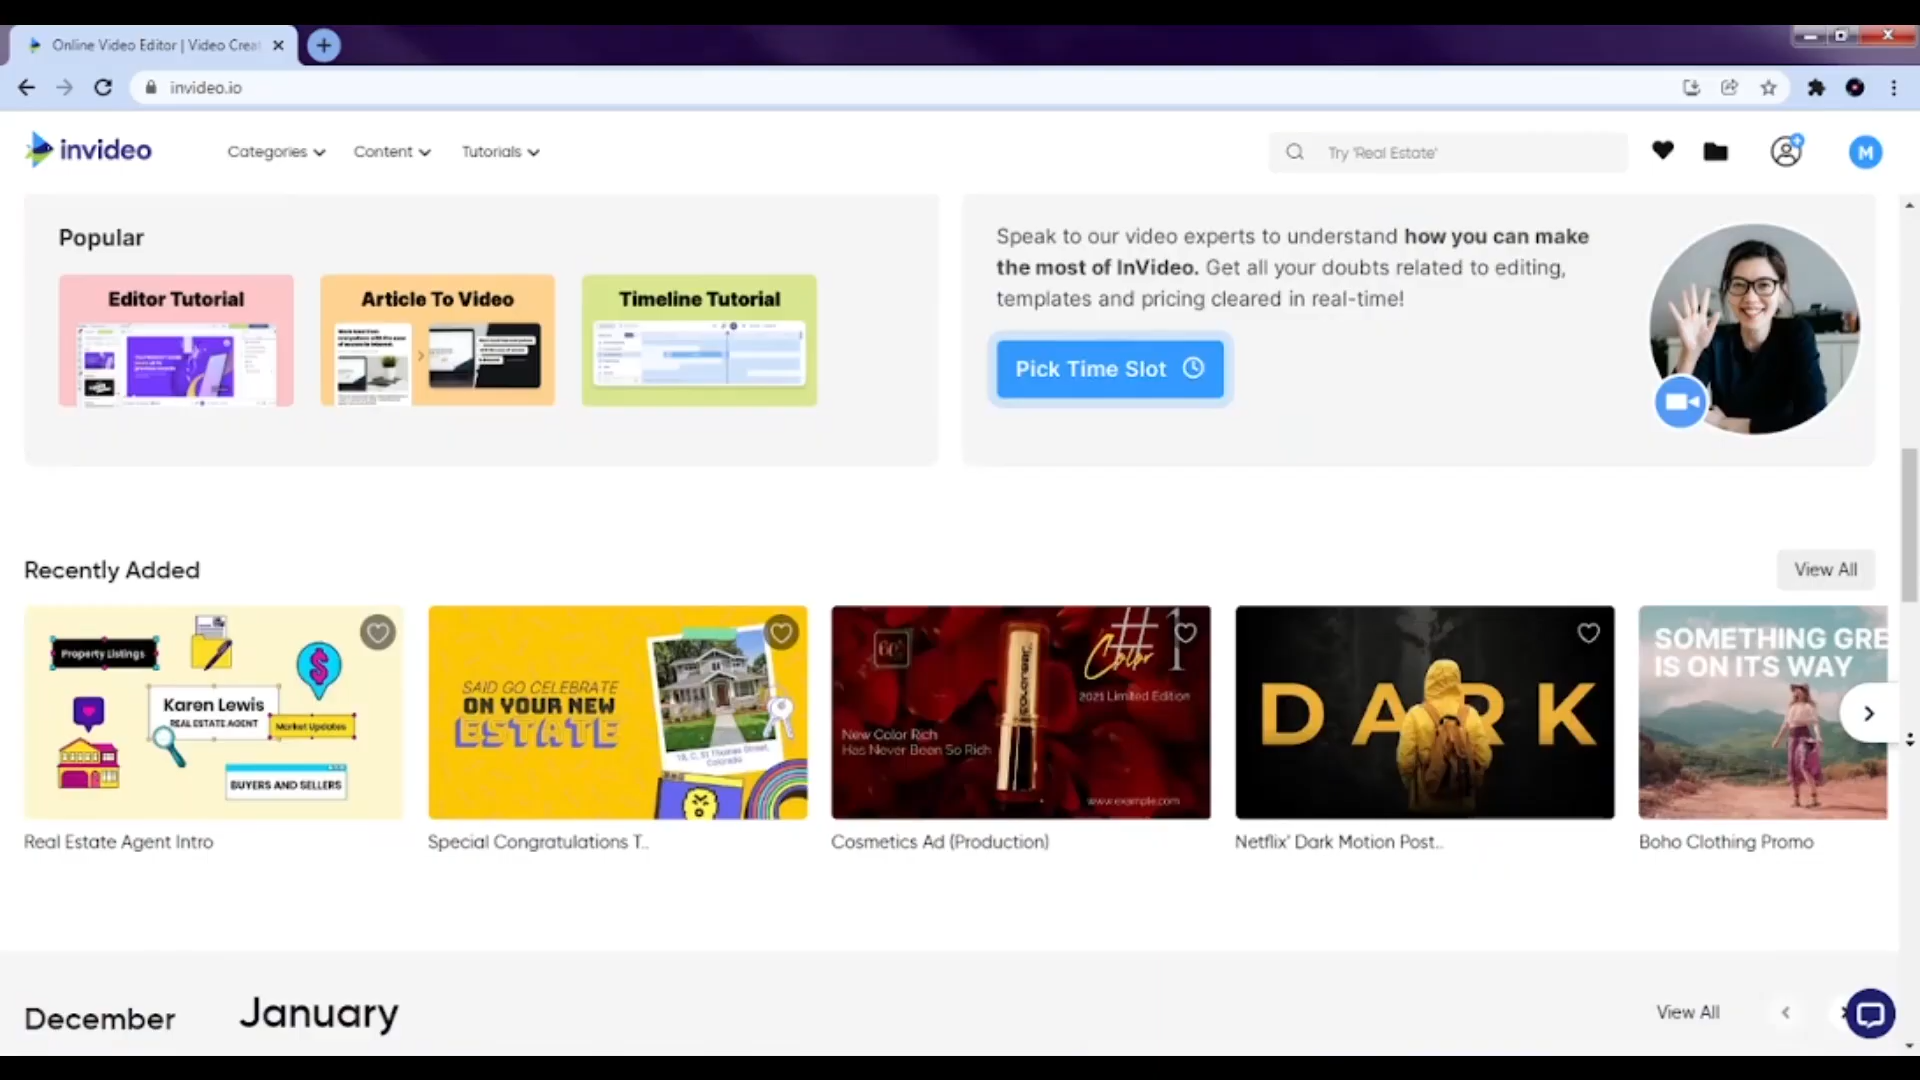 Online Video Editor | Video Creat
invideo.io
invideo
Categories
Content
Tutorials
Try 'Real Estate'
M
Popular
Editor Tutorial
Article To Video
Timeline Tutorial
Speak to our video experts to understand how you can make
the most of InVideo. Get all your doubts related to editing,
templates and pricing cleared in real-time!
Pick Time Slot
Recently Added
View All
Property Listings
Karen Lewis
REAL ESTATE AGENT
Market Updates
BUYERS AND SELLERS
SAID GO CELEBRATE
ON YOUR NEW
ESTATE
Colorado
#1
Color
2021 Limited Edition
New Color Rich
Has Never Been So Rich
www.example.com
DARK
SOMETHING GRE
IS ON ITS WAY
Real Estate Agent Intro
Special Congratulations T..
Cosmetics Ad (Production)
Netflix' Dark Motion Post..
Boho Clothing Promo
December
January
View All